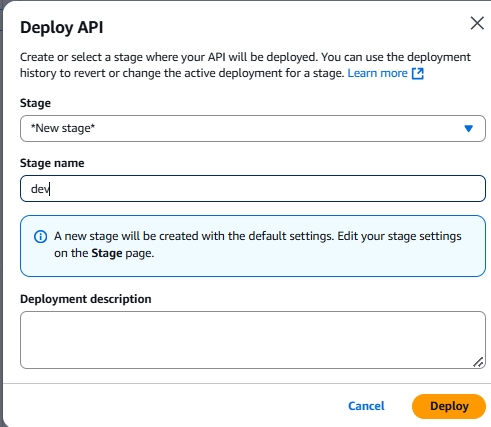 Deploy API
Create or select a stage where your API will be deployed. You can use the deployment
history to revert or change the active deployment for a stage. Learn more
Stage
*New stage*
Stage name
dev
A new stage will be created with the default settings. Edit your stage settings
on the Stage page.
Deployment description
Cancel
Deploy